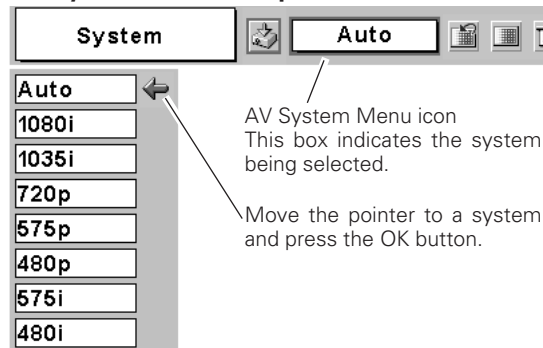 System
Auto
Auto
1080i
1035i
720p
575p
480p
575i
480i
AV System Menu icon
This box indicates the system
being selected.
Move the pointer to a system
and press the OK button.